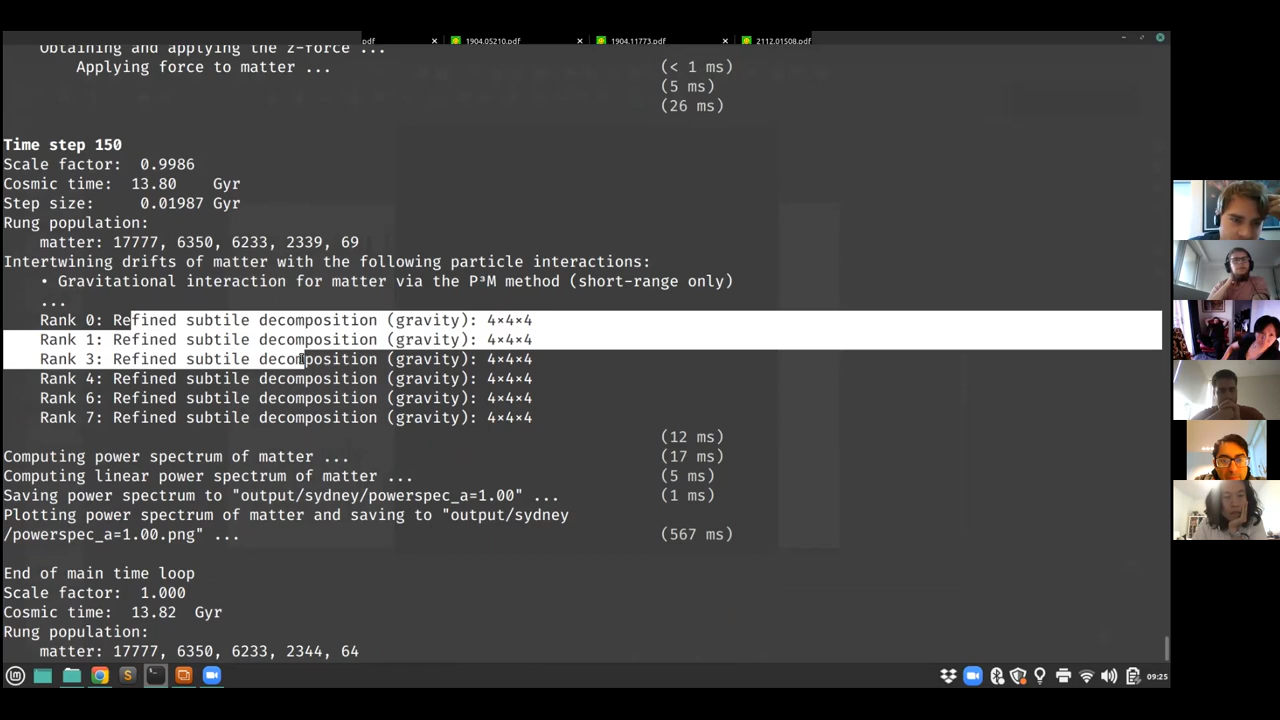 pdf 1904.05210.pdf 1904.11773.pdf 2112.01508.pdf
Obtaining and applying the z-force ...
Applying force to matter ... (< 1 ms)
(5 ms)
(26 ms)
Time step 150
Scale factor: 0.9986
Cosmic time: 13.80 Gyr
Step size: 0.01987 Gyr
Rung population:
matter: 17777, 6350, 6233, 2339, 69
Intertwining drifts of matter with the following particle interactions:
• Gravitational interaction for matter via the P³M method (short-range only)
...
Rank 0: Refined subtile decomposition (gravity): 4×4×4
Rank 1: Refined subtile decomposition (gravity): 4×4×4
Rank 3: Refined subtile decomposition (gravity): 4×4×4
Rank 4: Refined subtile decomposition (gravity): 4×4×4
Rank 6: Refined subtile decomposition (gravity): 4×4×4
Rank 7: Refined subtile decomposition (gravity): 4×4×4
(12 ms)
Computing power spectrum of matter ... (17 ms)
Computing linear power spectrum of matter ... (5 ms)
Saving power spectrum to "output/sydney/powerspec_a=1.00" ... (1 ms)
Plotting power spectrum of matter and saving to "output/sydney
/powerspec_a=1.00.png" ... (567 ms)
End of main time loop
Scale factor: 1.000
Cosmic time: 13.82 Gyr
Rung population:
matter: 17777, 6350, 6233, 2344, 64
09:25